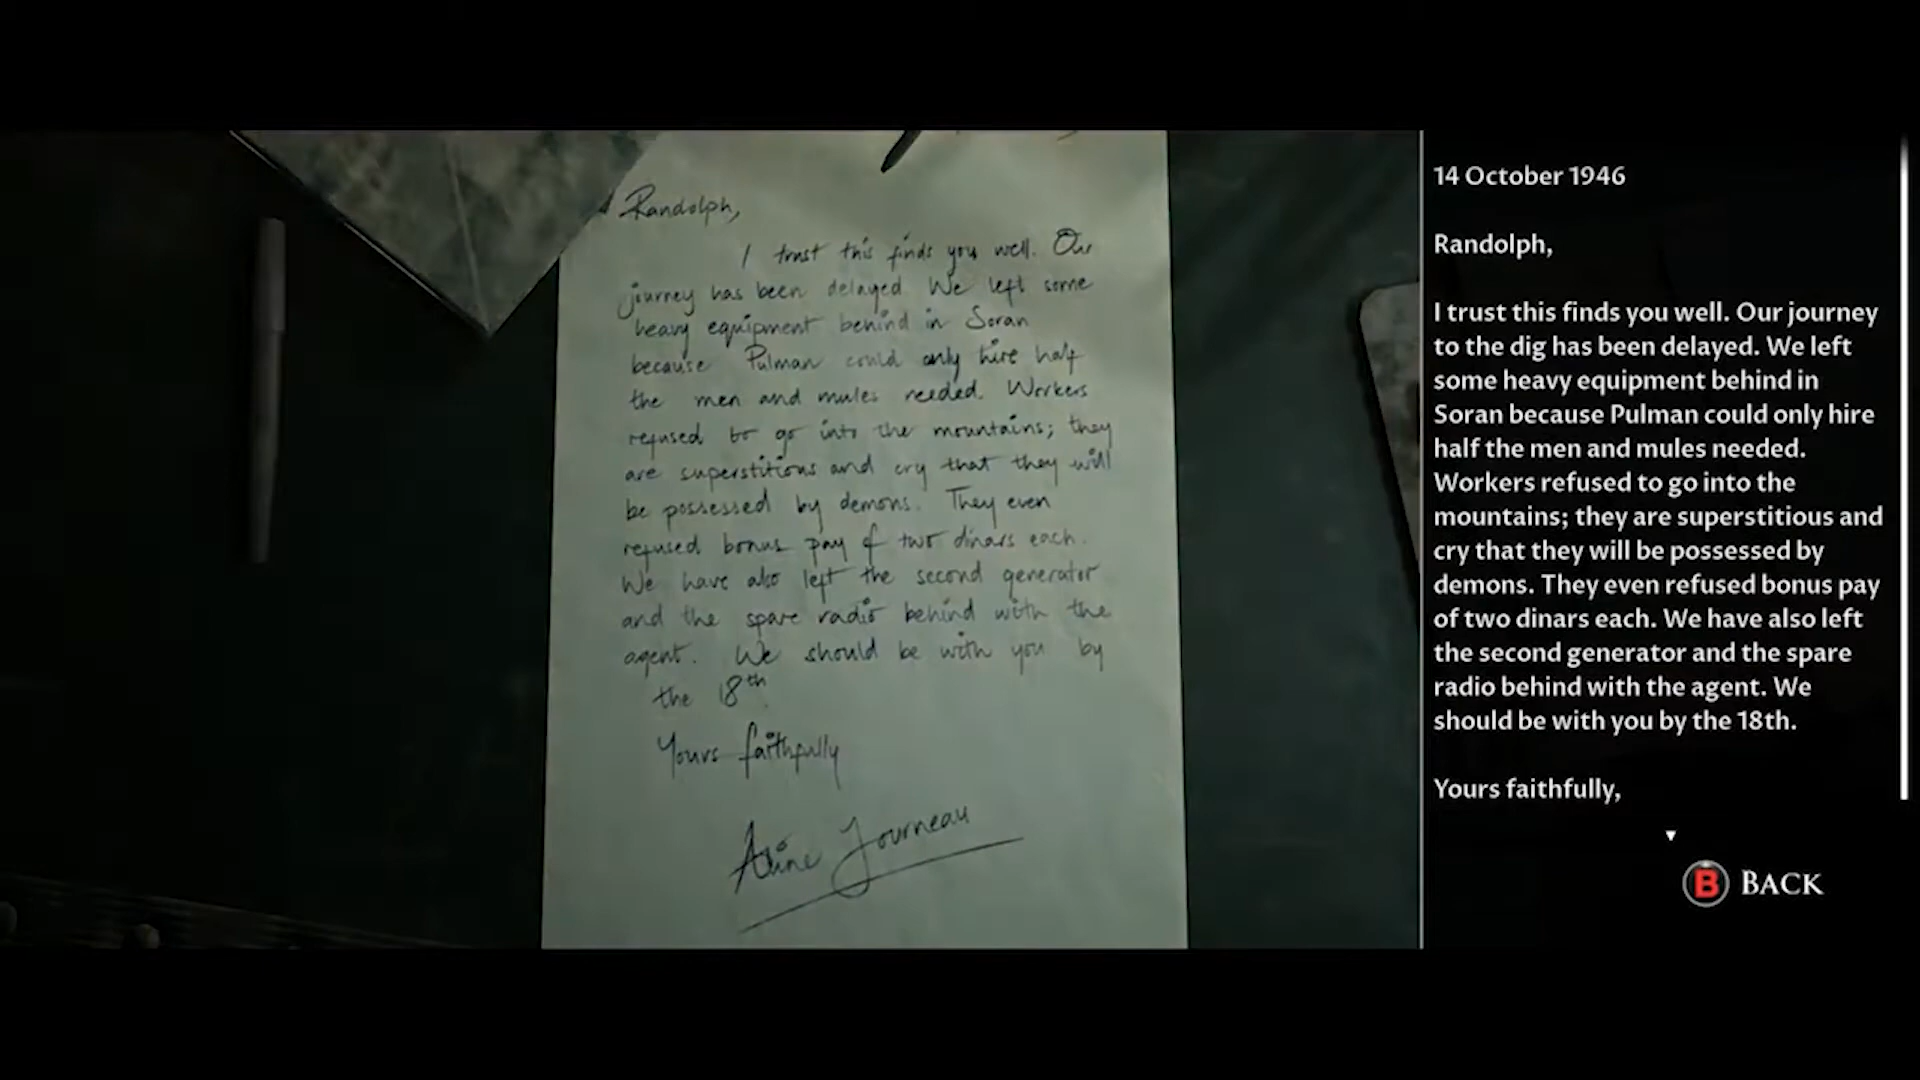 Randolph,
I trust this finds you well. Our
journey has been delayed. We left some
heavy equipment behind in Soran
because Pulman could only hire half
the men and mules needed. Workers
refused to go into the mountains; they
are superstitious and cry that they will
be possessed by demons. They even
refused bonus pay of two dinars each.
We have also left the second generator
and the spare radio behind with the
agent. We should be with you by
the 18th.
Yours faithfully
Aline Journeau
14 October 1946
Randolph,
I trust this finds you well. Our journey
to the dig has been delayed. We left
some heavy equipment behind in
Soran because Pulman could only hire
half the men and mules needed.
Workers refused to go into the
mountains; they are superstitious and
cry that they will be possessed by
demons. They even refused bonus pay
of two dinars each. We have also left
the second generator and the spare
radio behind with the agent. We
should be with you by the 18th.
Yours faithfully,
B BACK